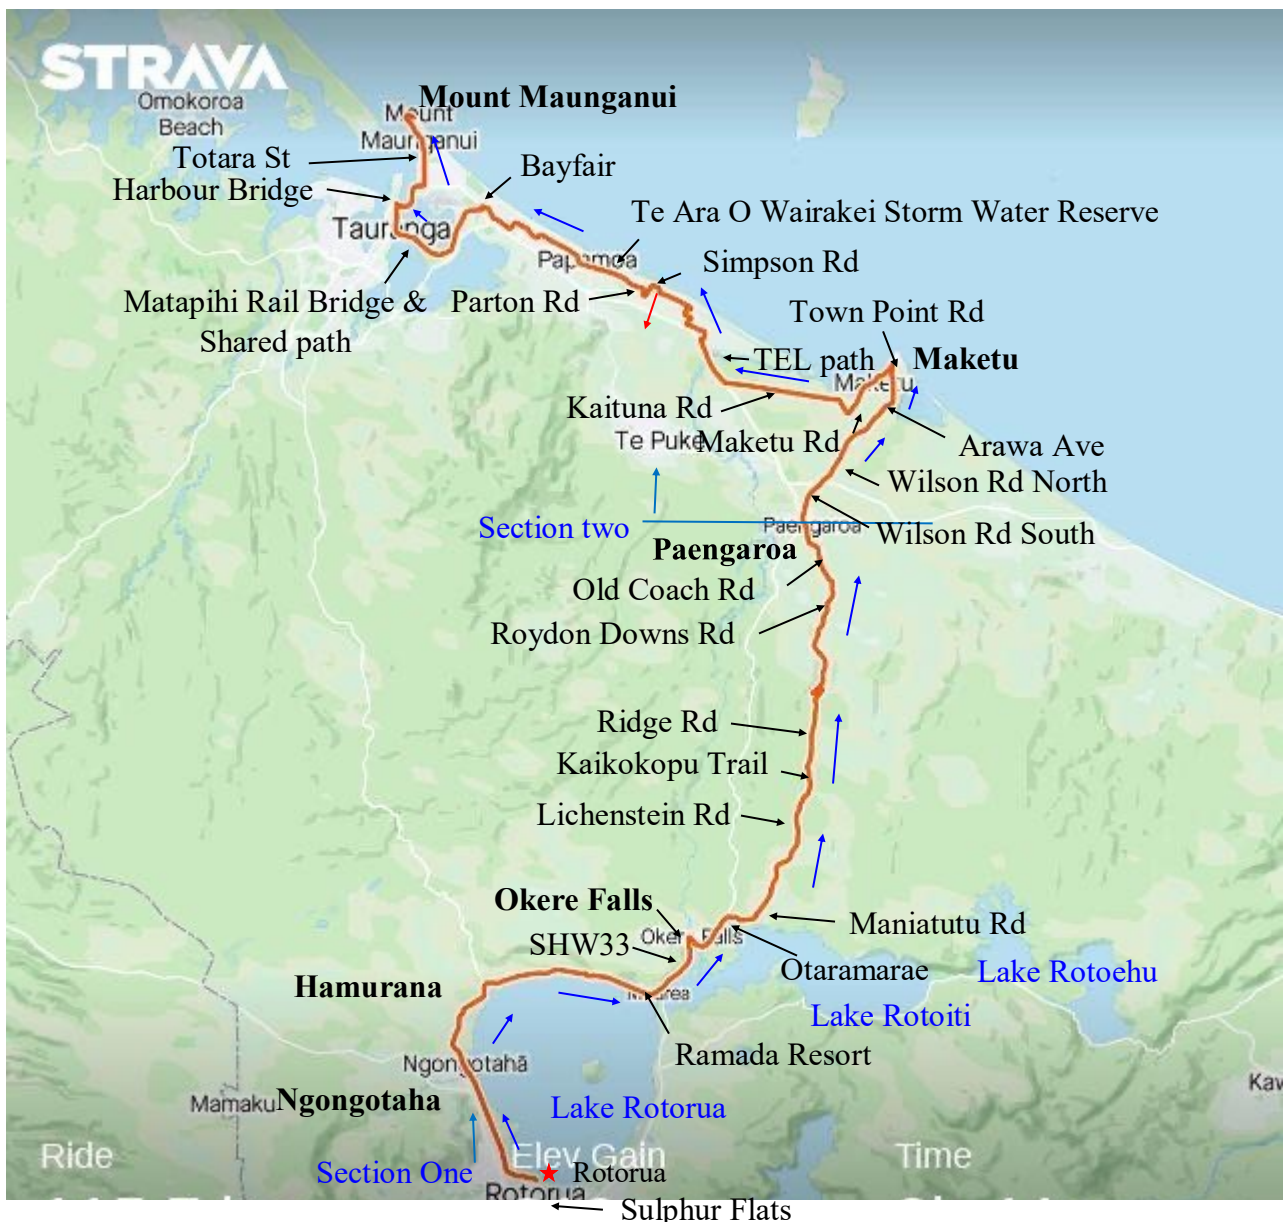 STRAVA
Omokoroa
Beach
Mount Maunganui
Mount
Maunganui
Totara St
Harbour Bridge
Bayfair
Tauranga
Te Ara O Wairakei Storm Water Reserve
Papamoa
Simpson Rd
Matapihi Rail Bridge &
Shared path
Parton Rd
Town Point Rd
TEL path
Maketu
Maketu
Kaituna Rd
Te Puke
Maketu Rd
Arawa Ave
Wilson Rd North
Section two
Paengaroa
Wilson Rd South
Paengaroa
Old Coach Rd
Roydon Downs Rd
Ridge Rd
Kaikokopu Trail
Lichenstein Rd
Okere Falls
Maniatutu Rd
Okere Falls
SHW33
Otaramarae
Lake Rotoehu
Hamurana
Mourea
Lake Rotoiti
Ramada Resort
Ngongotahā
Kaw
Mamaku
Ngongotaha
Lake Rotorua
Ride
Elev Gain
Time
Section One
Rotorua
Rotorua
Sulphur Flats